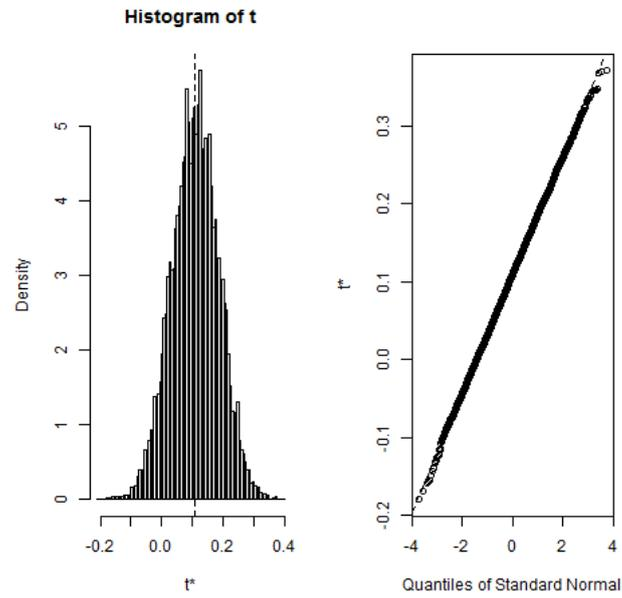 Histogram of t
Density
0 1 2 3 4 5
-0.2 0.0 0.2 0.4
t*
t*
-0.2 -0.1 0.0 0.1 0.2 0.3
-4 -2 0 2 4
Quantiles of Standard Normal